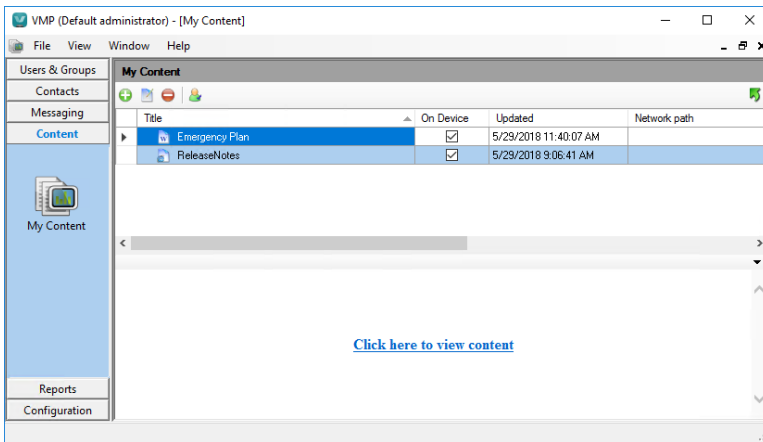 VMP (Default administrator) - [My Content]
File View Window Help
Users & Groups
Contacts
Messaging
Content
My Content
Reports
Configuration
My Content
Title On Device Updated Network path
Emergency Plan 5/29/2018 11:40:07 AM
ReleaseNotes 5/29/2018 9:06:41 AM
Click here to view content